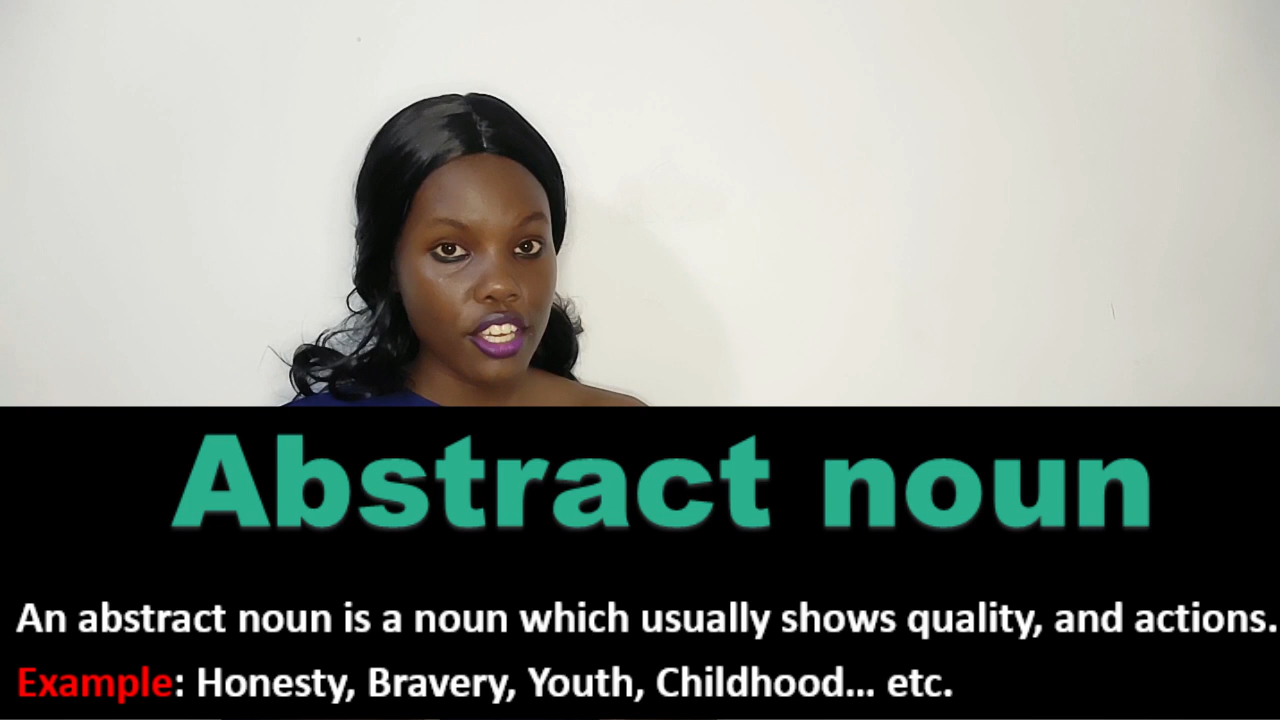 Abstract noun
An abstract noun is a noun which usually shows quality, and actions.
Example: Honesty, Bravery, Youth, Childhood... etc.